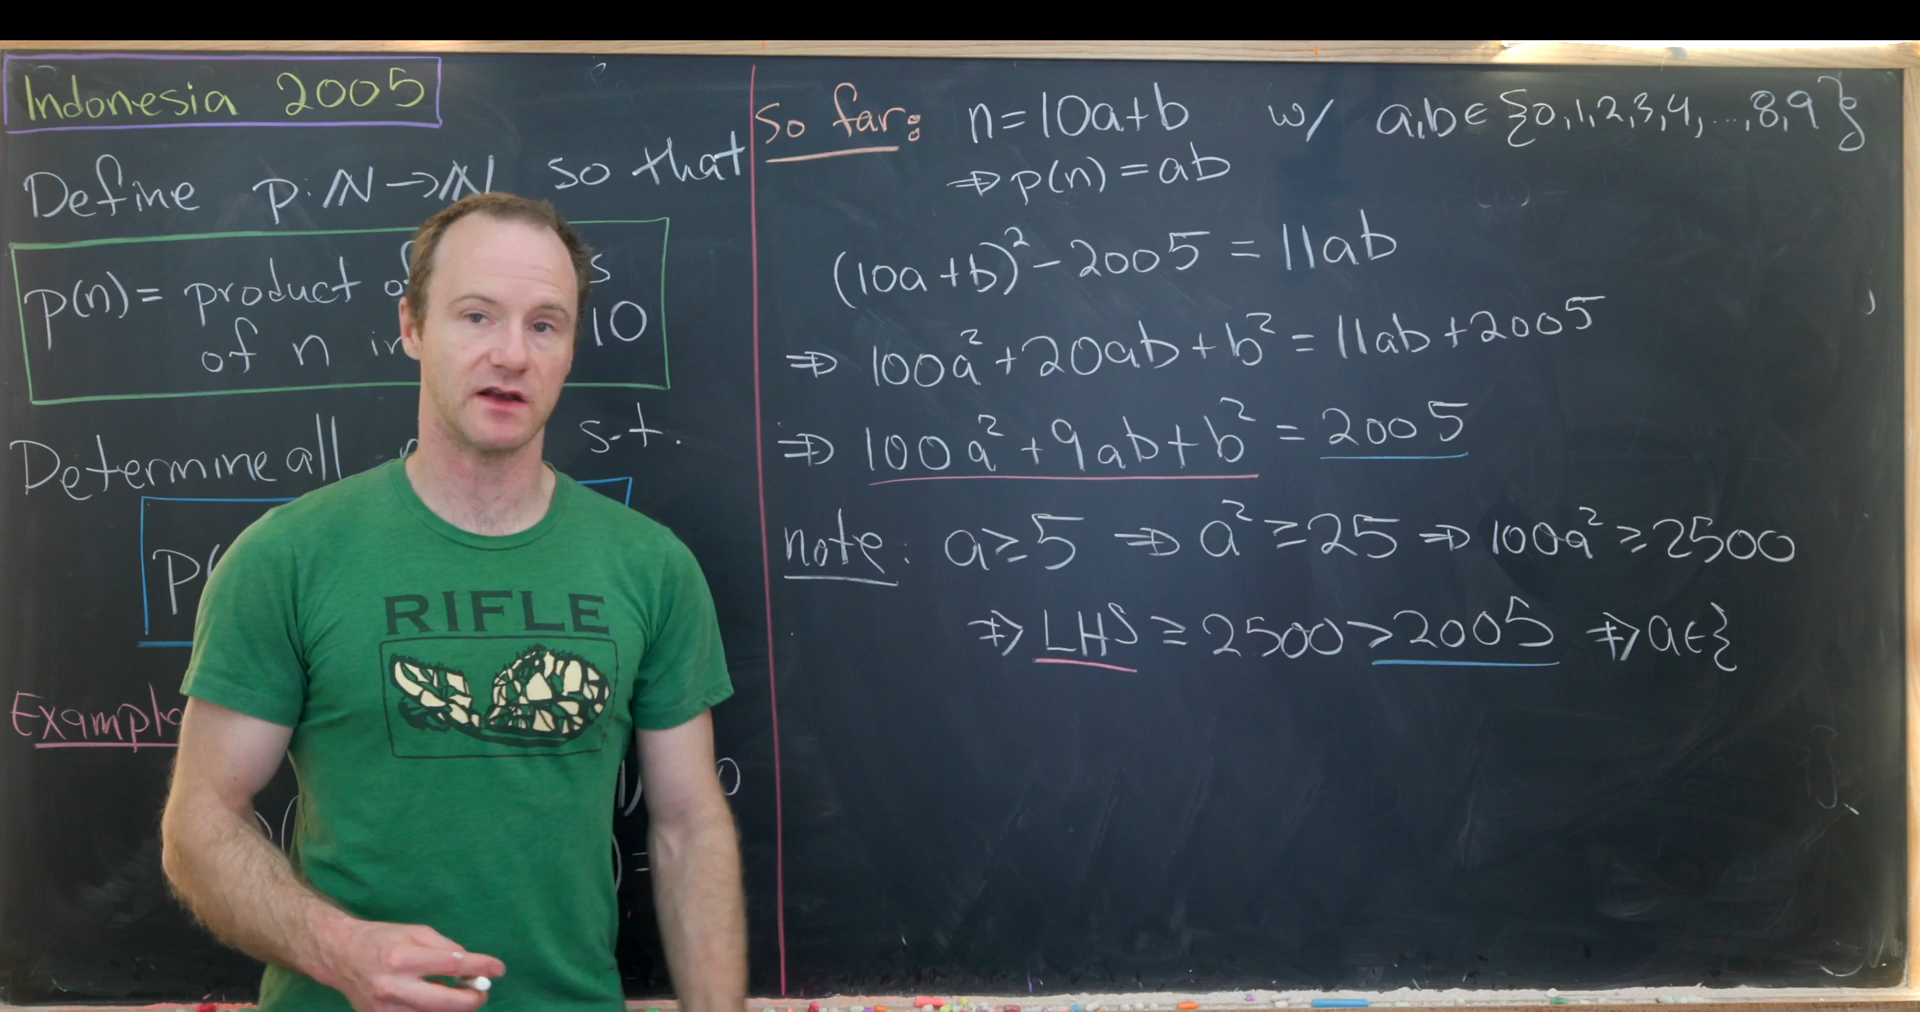 Indonesia 2005
Define p: ℕ → ℕ so that
p(n) = product of
of n in 10
Determine all s.t.
p(
Example
So far: n = 10a+b w/ a,b ∈ {0,1,2,3,4,...,8,9}
⇒ p(n) = ab
(10a+b)² - 2005 = 11ab
⇒ 100a² + 20ab + b² = 11ab + 2005
⇒ 100a² + 9ab + b² = 2005
note: a ≥ 5 ⇒ a² ≥ 25 ⇒ 100a² ≥ 2500
⇒ LHS ≥ 2500 > 2005 ⇒ a ∈ {
RIFLE